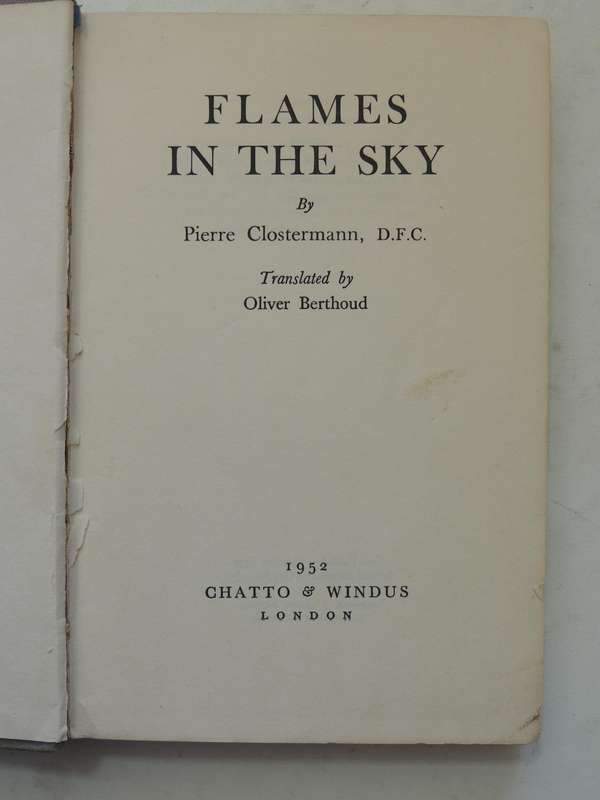 FLAMES
IN THE SKY
By
Pierre Clostermann, D.F.C.
Translated by
Oliver Berthoud
1952
CHATTO & WINDUS
LONDON